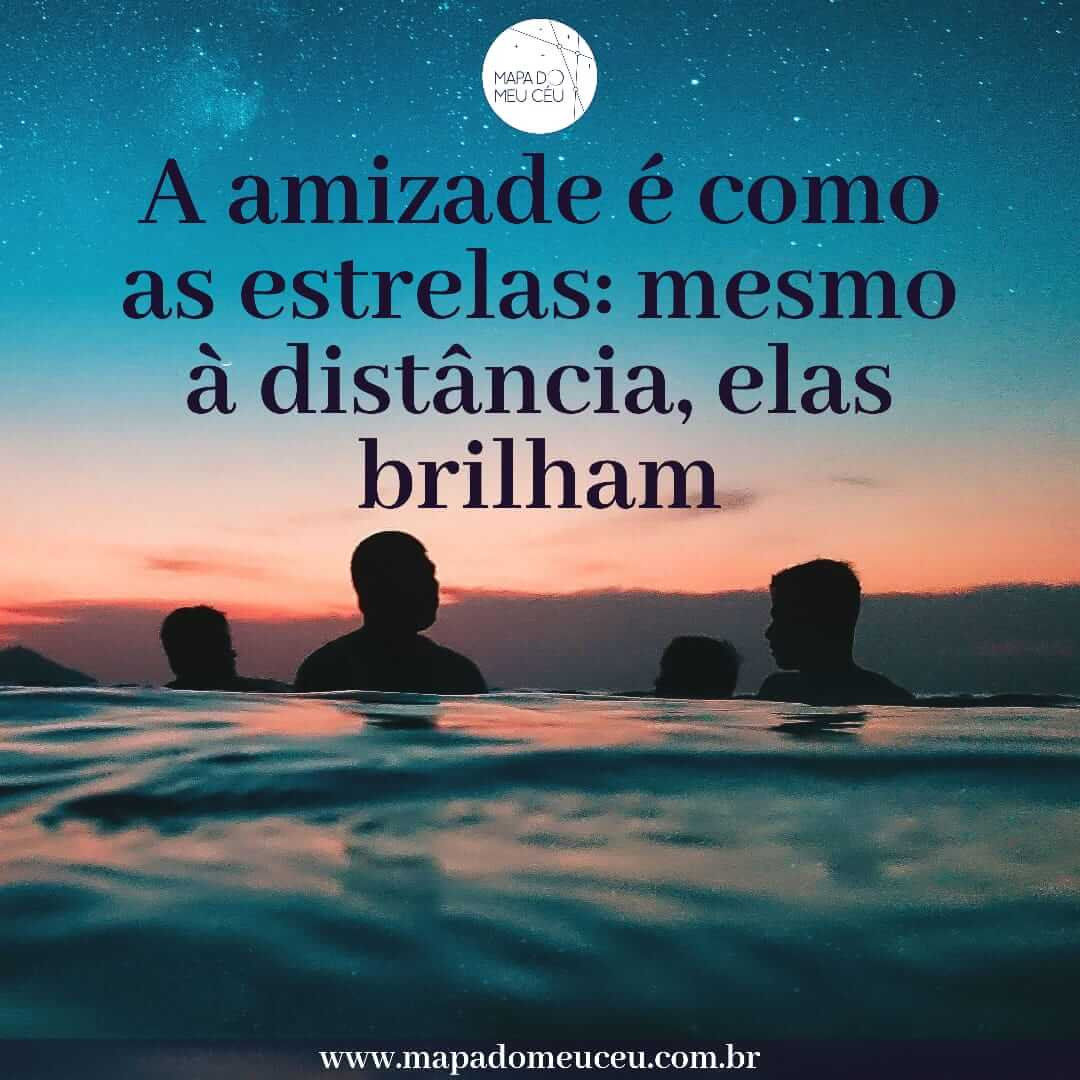 MAPA DO
MEU CÉU
A amizade é como
as estrelas: mesmo
à distância, elas
brilham
www.mapadomeuceu.com.br